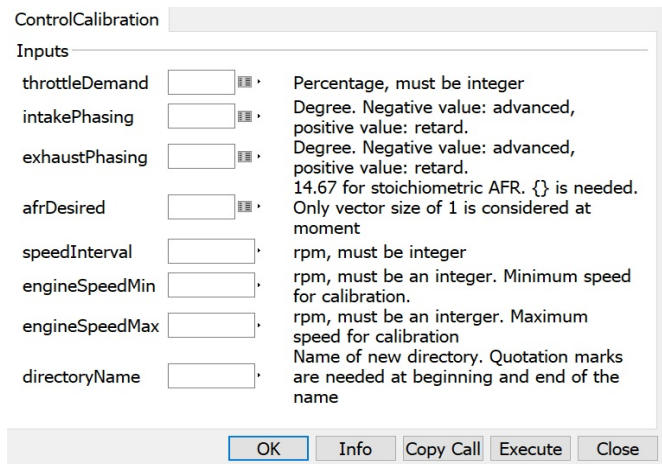 ControlCalibration
Inputs
throttleDemand Percentage, must be integer
intakePhasing Degree. Negative value: advanced,
positive value: retard.
exhaustPhasing Degree. Negative value: advanced,
positive value: retard.
14.67 for stoichiometric AFR. {} is needed.
afrDesired Only vector size of 1 is considered at
moment
speedInterval rpm, must be integer
engineSpeedMin rpm, must be an integer. Minimum speed
for calibration.
engineSpeedMax rpm, must be an interger. Maximum
speed for calibration
Name of new directory. Quotation marks
directoryName are needed at beginning and end of the
name
OK Info Copy Call Execute Close